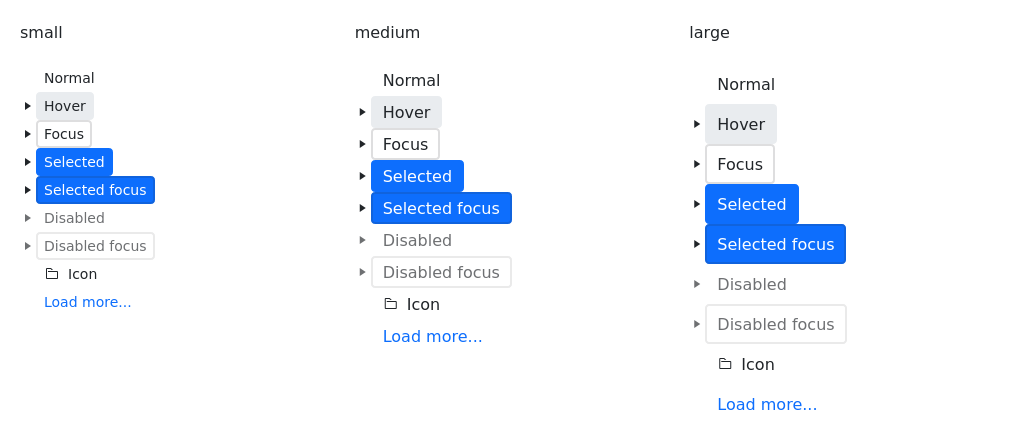 small
Normal
Hover
Focus
Selected
Selected focus
Disabled
Disabled focus
Icon
Load more...
medium
Normal
Hover
Focus
Selected
Selected focus
Disabled
Disabled focus
Icon
Load more...
large
Normal
Hover
Focus
Selected
Selected focus
Disabled
Disabled focus
Icon
Load more...